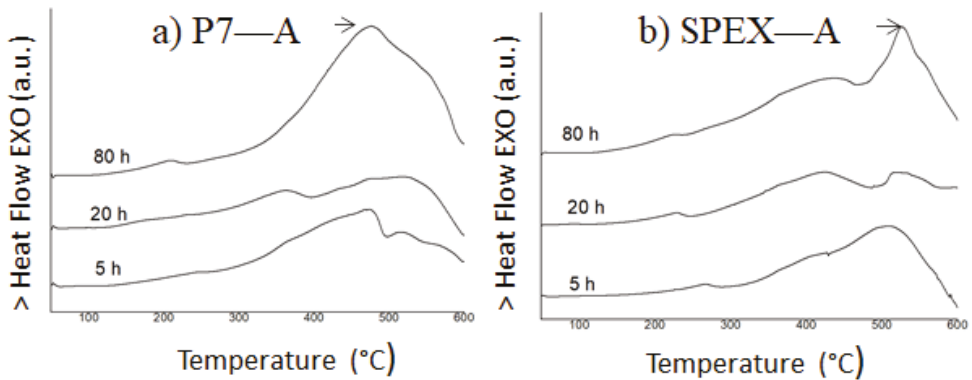 a) P7—A
> Heat Flow EXO (a.u.)
80 h
20 h
5 h
100 200 300 400 500 600
Temperature (°C)
b) SPEX—A
> Heat Flow EXO (a.u.)
80 h
20 h
5 h
100 200 300 400 500 600
Temperature (°C)